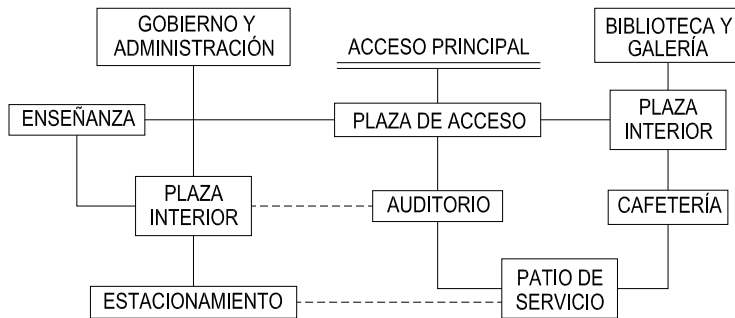 GOBIERNO Y
ADMINISTRACIÓN
ACCESO PRINCIPAL
BIBLIOTECA Y
GALERÍA
ENSEÑANZA
PLAZA DE ACCESO
PLAZA
INTERIOR
PLAZA
INTERIOR
AUDITORIO
CAFETERÍA
ESTACIONAMIENTO
PATIO DE
SERVICIO